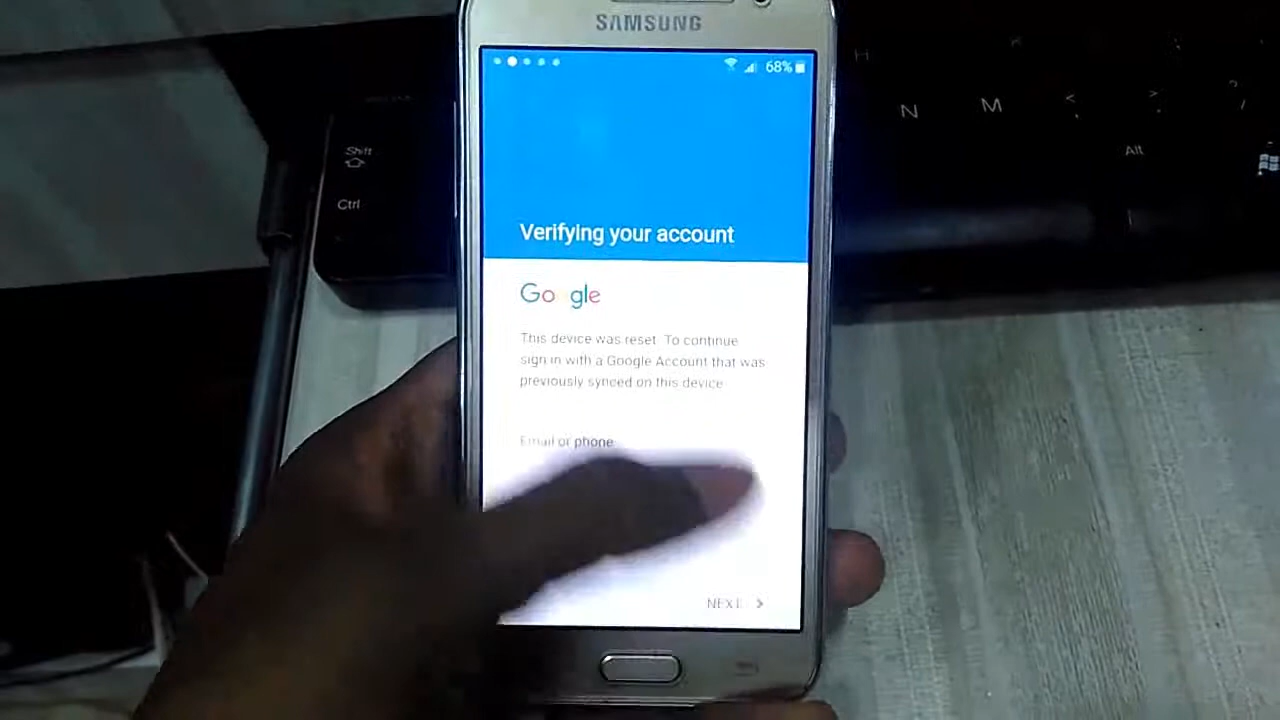 SAMSUNG
68%
Verifying your account
Google
This device was reset. To continue
sign in with a Google Account that was
previously synced on this device
Email or phone
NEXT >
Shift
Ctrl
H
K
N
M
<
>
?
/
Alt